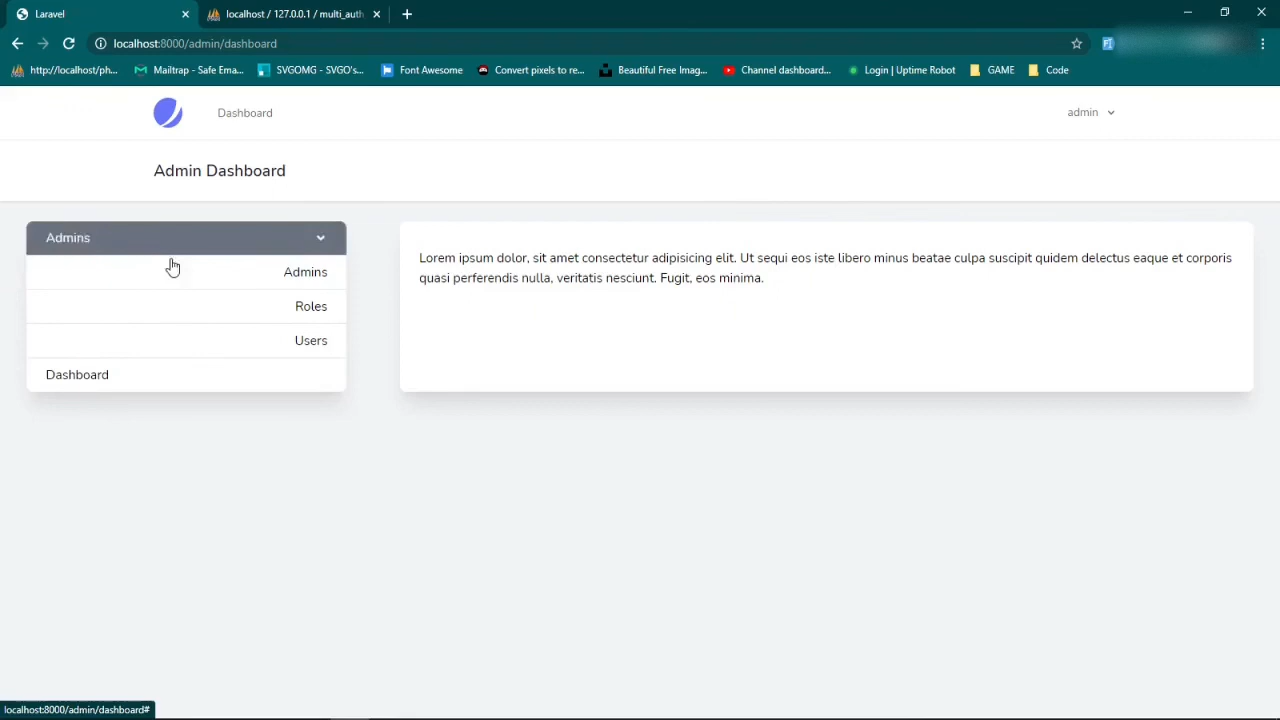 Laravel
localhost / 127.0.0.1 / multi_auth
localhost:8000/admin/dashboard
http://localhost/ph...
Mailtrap - Safe Ema...
SVGOMG - SVGO's...
Font Awesome
Convert pixels to re...
Beautiful Free Imag...
Channel dashboard...
Login | Uptime Robot
GAME
Code
Dashboard
admin
Admin Dashboard
Admins
Admins
Roles
Users
Dashboard
Lorem ipsum dolor, sit amet consectetur adipisicing elit. Ut sequi eos iste libero minus beatae culpa suscipit quidem delectus eaque et corporis
quasi perferendis nulla, veritatis nesciunt. Fugit, eos minima.
localhost:8000/admin/dashboard#